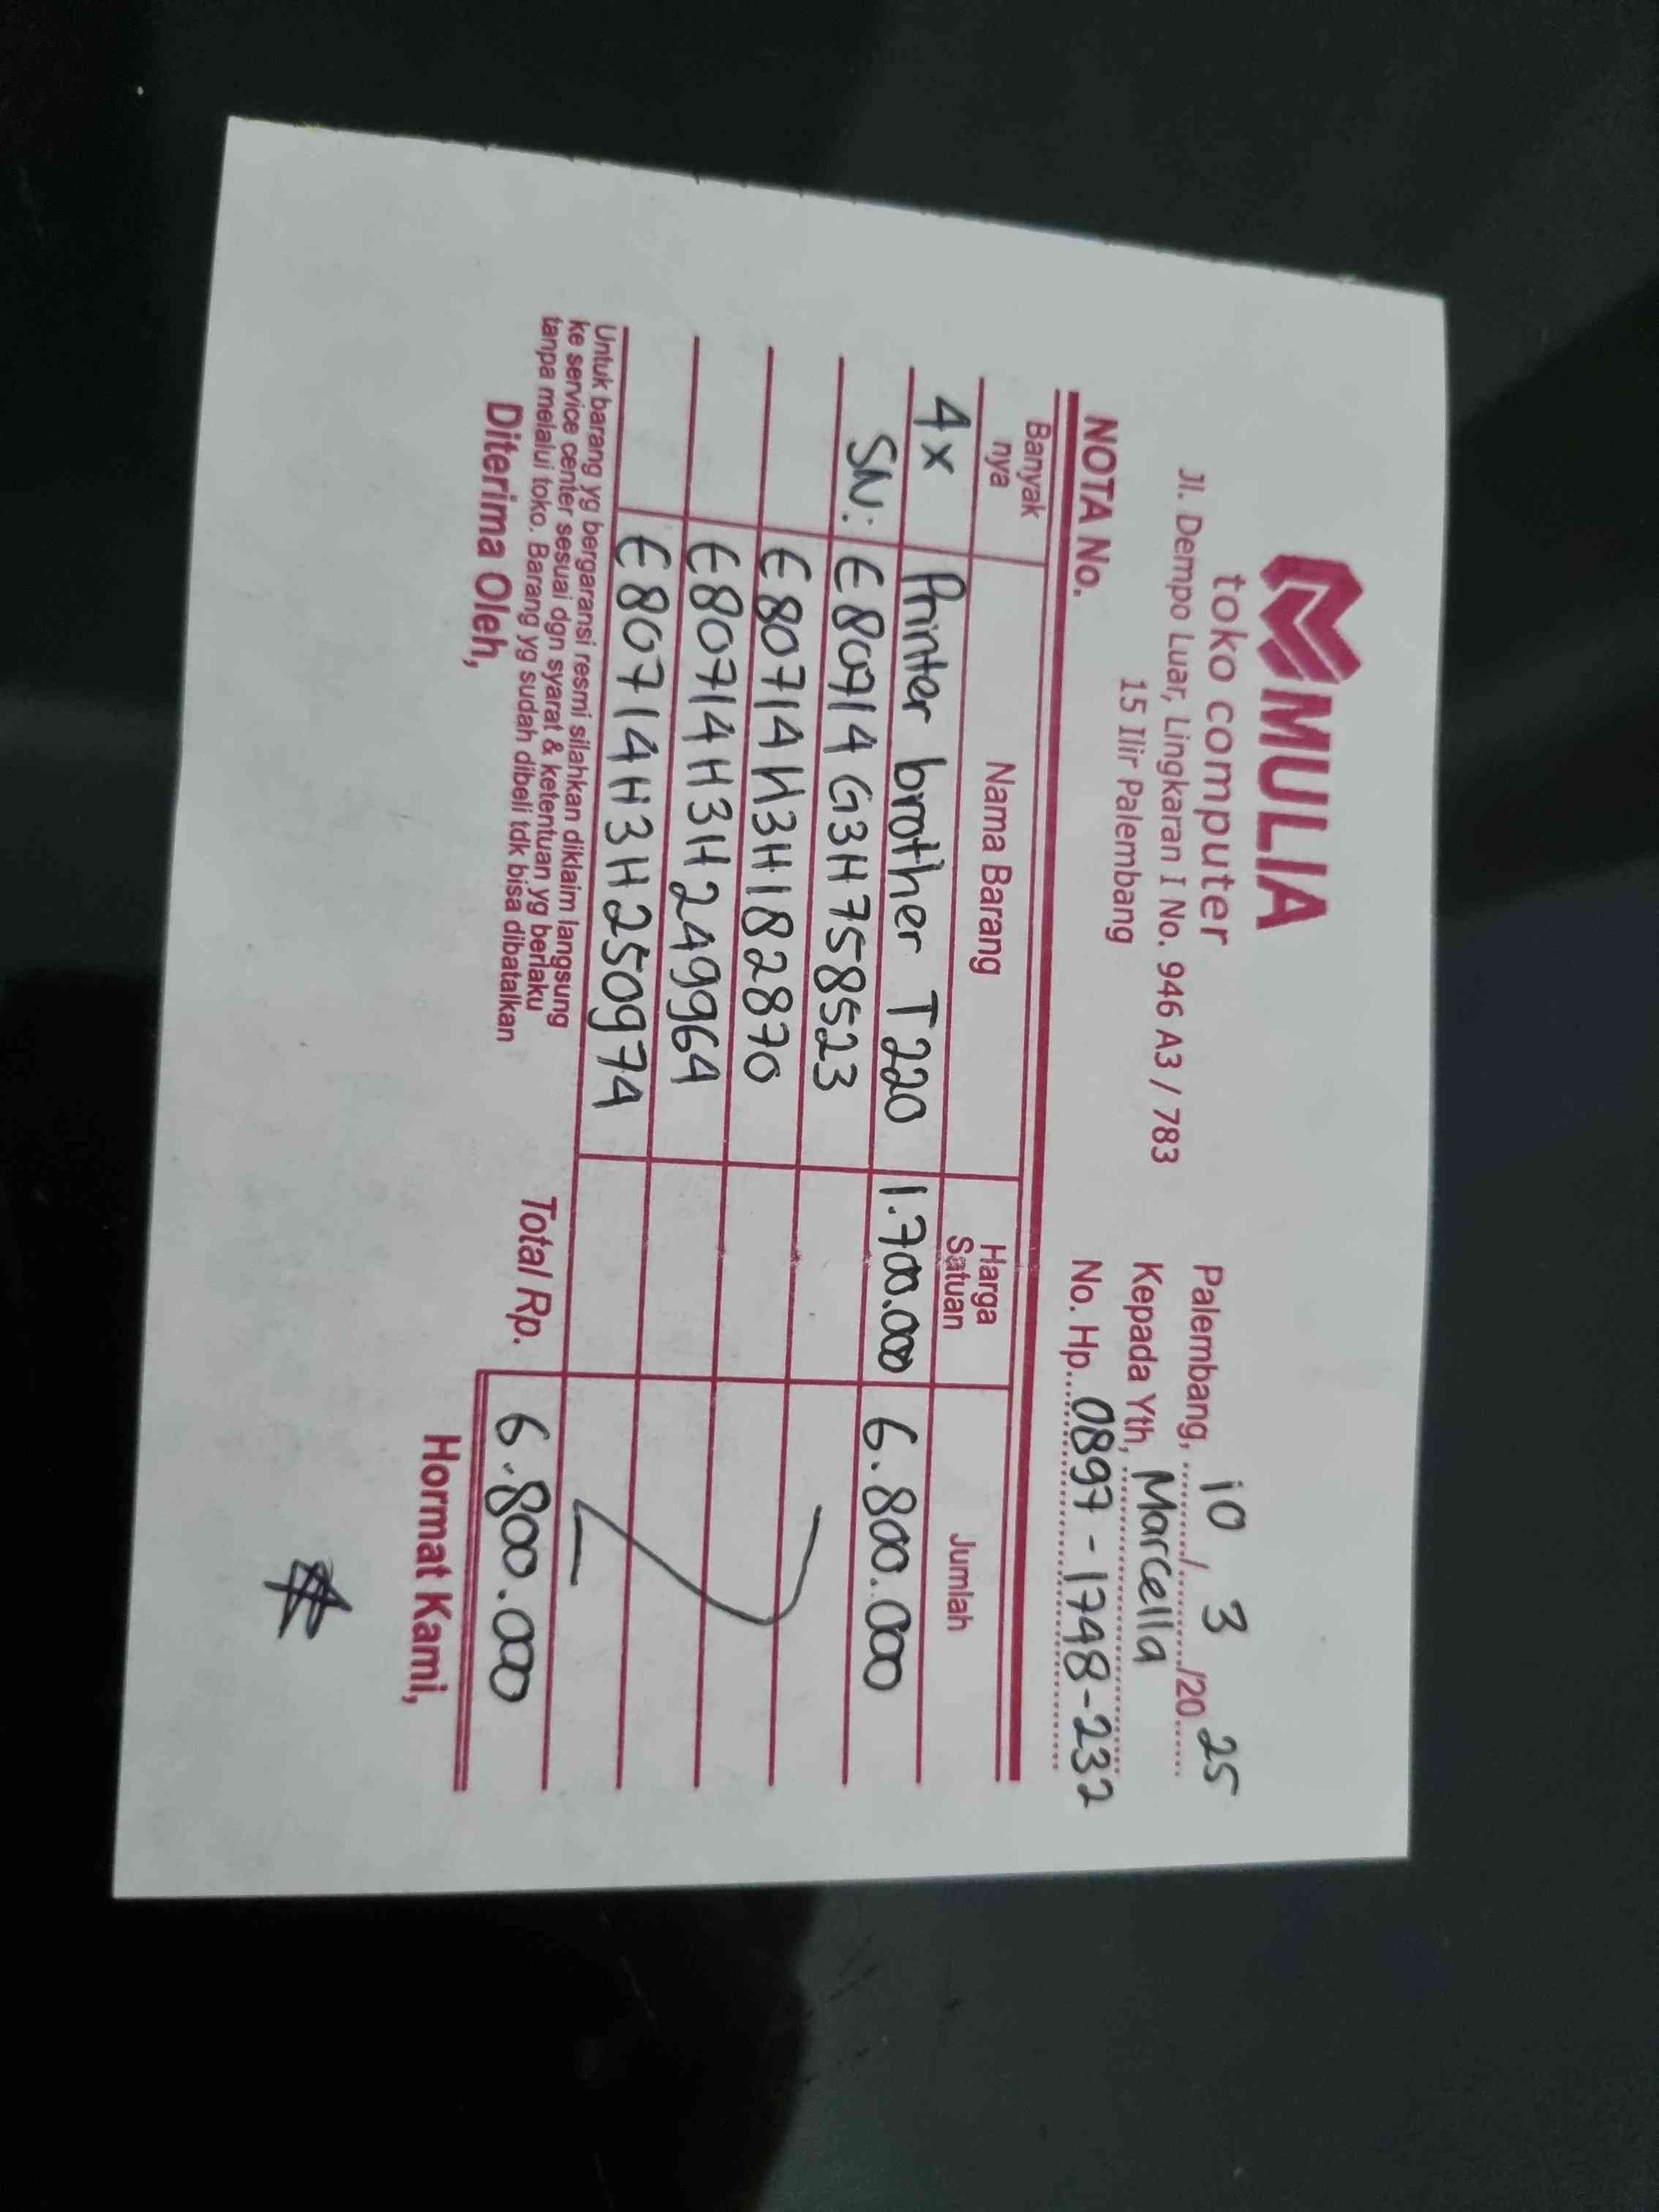 MULIA
toko computer
Jl. Dempo Luar, Lingkaran I No. 946 A3 / 783
15 Ilir Palembang
Palembang, 10 / 3 /20 25
Kepada Yth, Marcella
No. Hp. 0897-1748-232
NOTA No.
Banyak nya Nama Barang Harga Satuan Jumlah
4x Printer brother T220 1.700.000 6.800.000
SN: E80714G3H758523
E80714H3H182870
E80714H3H249964
E80714H3H250974
Untuk barang yg bergaransi resmi silahkan diklaim langsung
ke service center sesuai dgn syarat & ketentuan yg berlaku
tanpa melalui toko. Barang yg sudah dibeli tdk bisa dibatalkan
Total Rp. 6.800.000
Diterima Oleh, Hormat Kami,